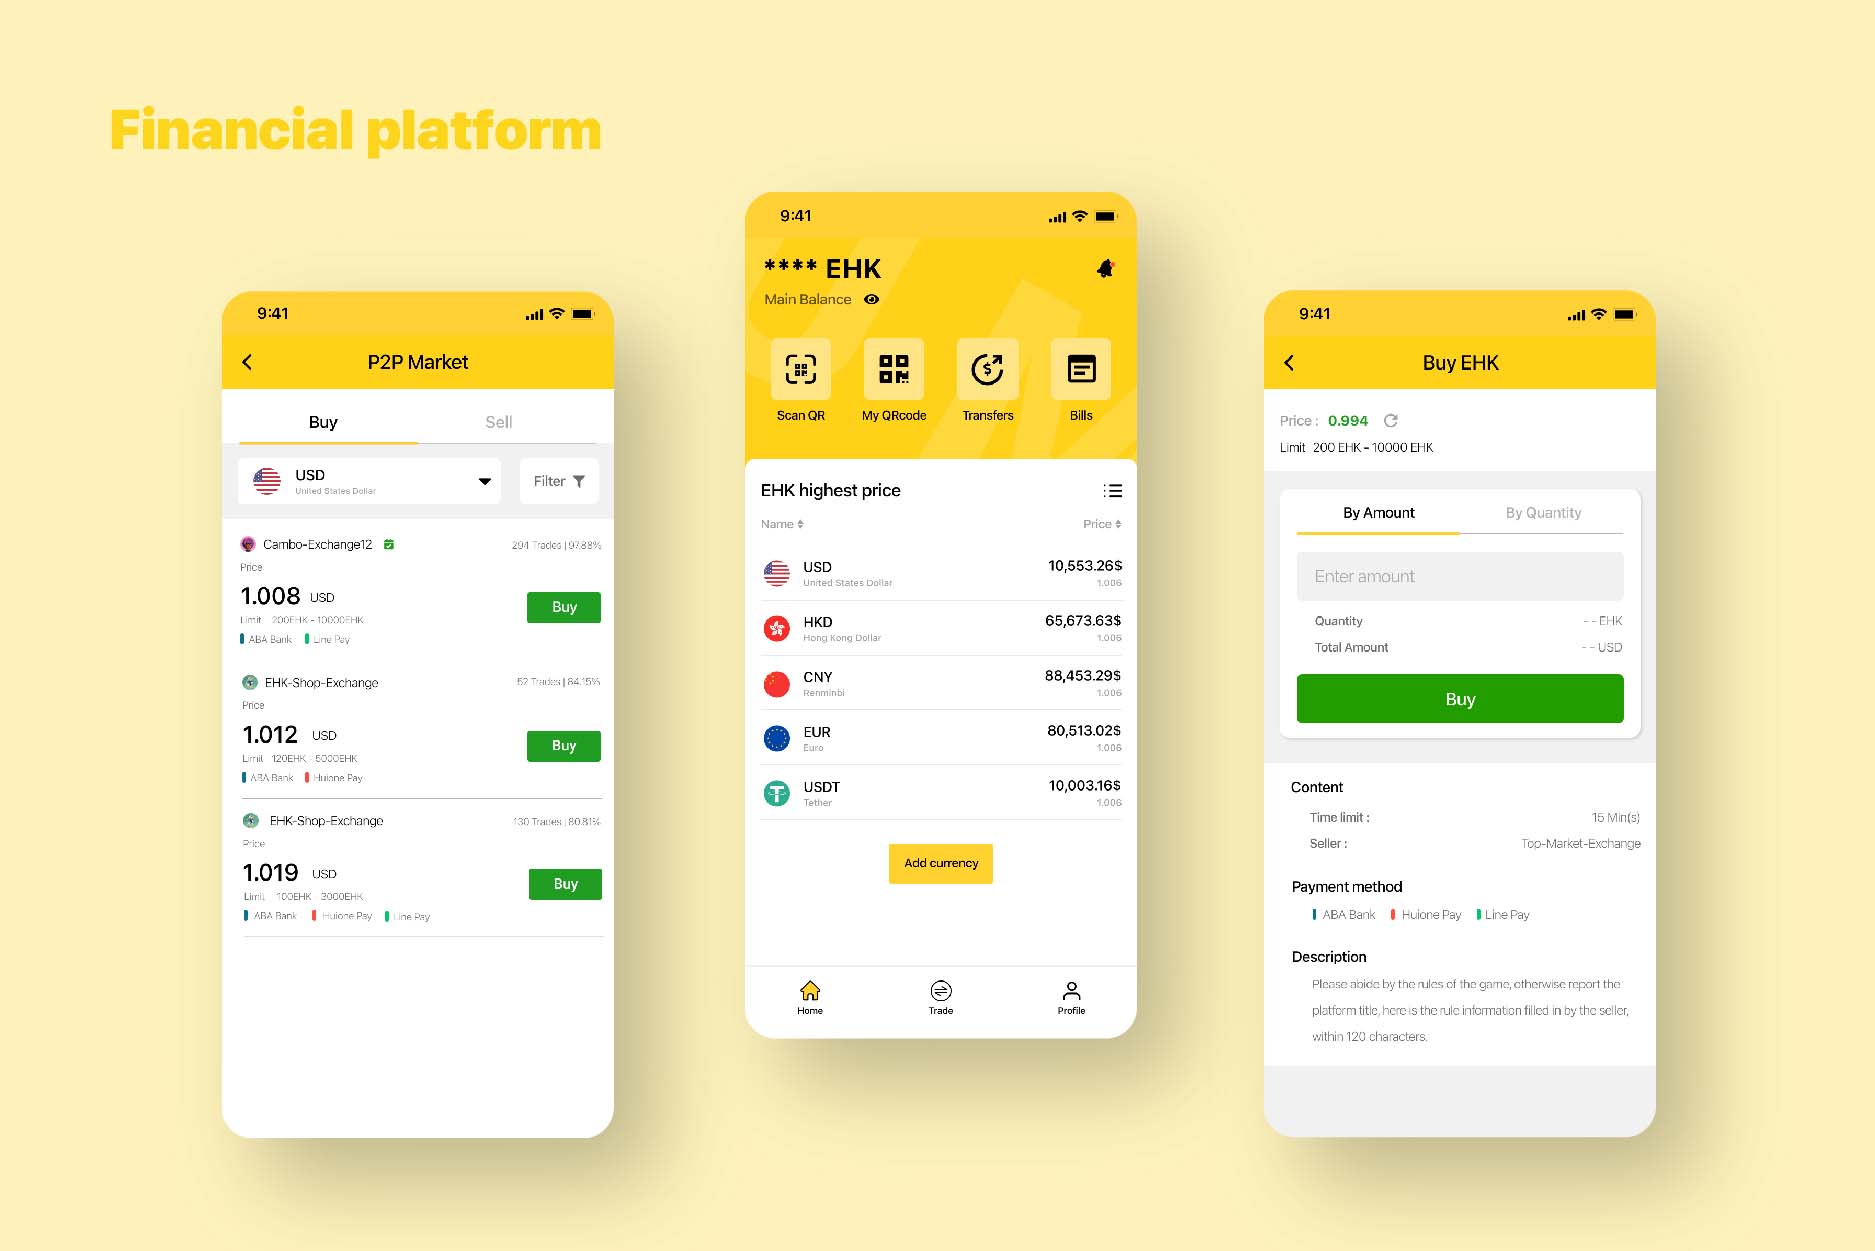 Financial platform
9:41
P2P Market
Buy
Sell
USD
United States Dollar
Filter
Cambo-Exchange12
294 Trades | 97.88%
Price
1.008 USD
Buy
Limit 200EHK - 10000EHK
ABA Bank
Line Pay
EHK-Shop-Exchange
52 Trades | 84.15%
Price
1.012 USD
Buy
Limit 120EHK - 5000EHK
ABA Bank
Huione Pay
EHK-Shop-Exchange
130 Trades | 80.81%
Price
1.019 USD
Buy
Limit 100EHK - 3000EHK
ABA Bank
Huione Pay
Line Pay
9:41
**** EHK
Main Balance
Scan QR
My QRcode
Transfers
Bills
EHK highest price
Name
Price
USD
10,553.26$
United States Dollar
1.006
HKD
65,673.63$
Hong Kong Dollar
1.006
CNY
88,453.29$
Renminbi
1.006
EUR
80,513.02$
Euro
1.006
USDT
10,003.16$
Tether
1.006
Add currency
Home
Trade
Profile
9:41
Buy EHK
Price : 0.994
Limit 200 EHK - 10000 EHK
By Amount
By Quantity
Enter amount
Quantity
- - EHK
Total Amount
- - USD
Buy
Content
Time limit :
15 Min(s)
Seller :
Top-Market-Exchange
Payment method
ABA Bank
Huione Pay
Line Pay
Description
Please abide by the rules of the game, otherwise report the
platform title, here is the rule information filled in by the seller,
within 120 characters.